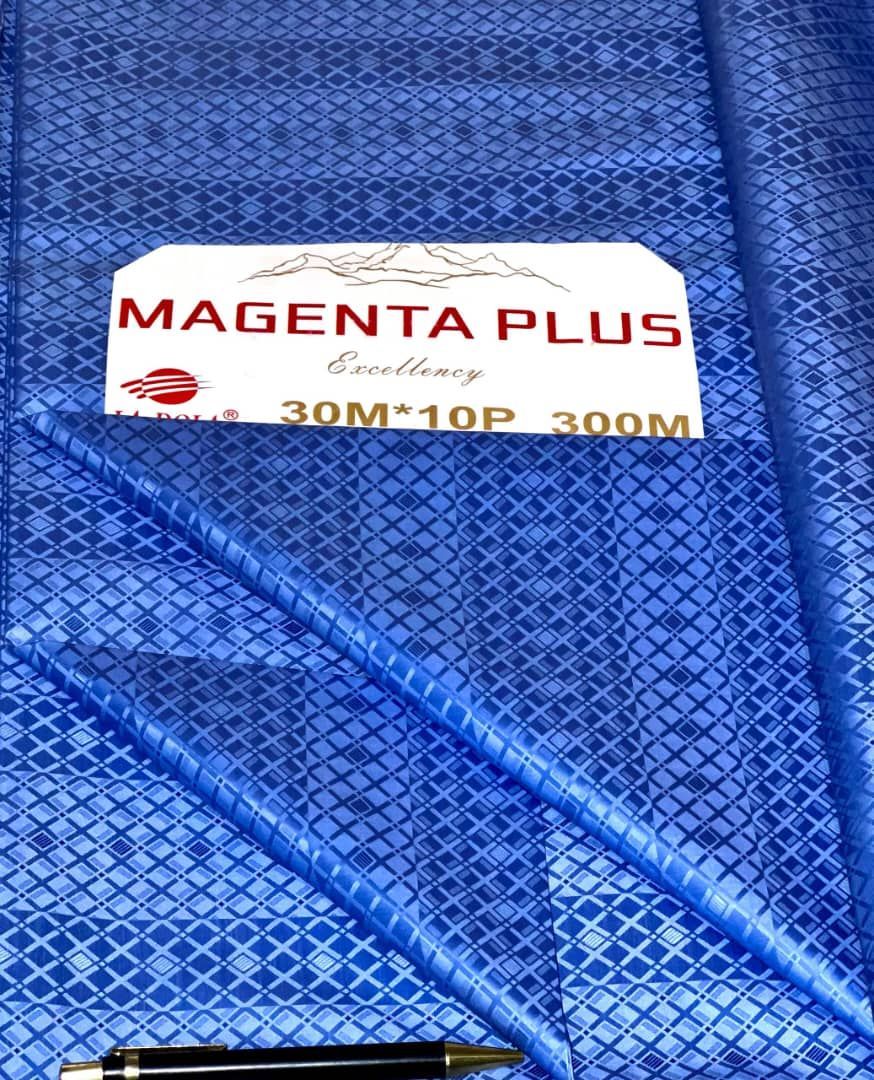 MAGENTA PLUS
Excellency
®
30M*10P 300M